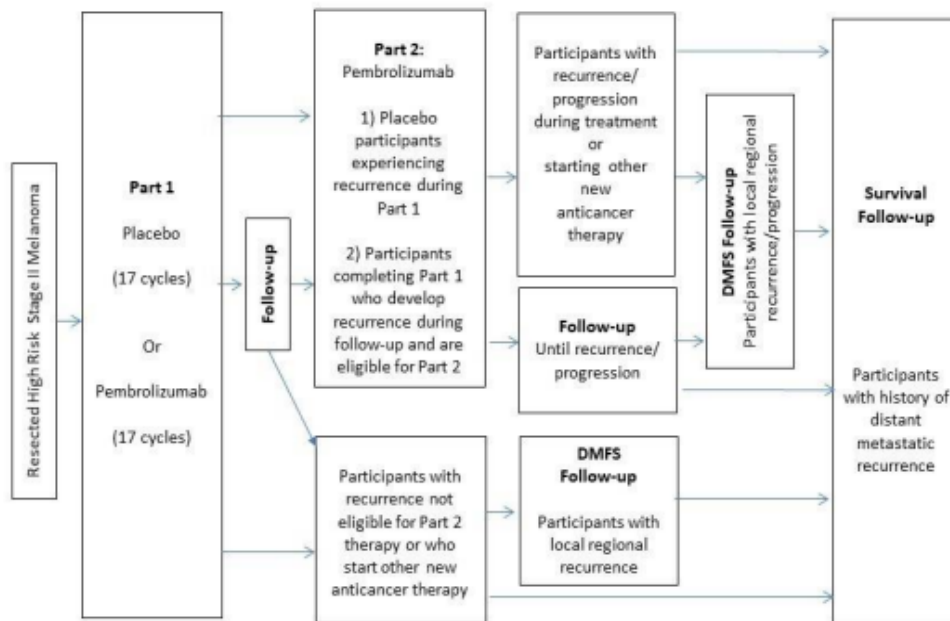 Resected High Risk Stage II Melanoma
Part 1
Placebo
(17 cycles)
Or
Pembrolizumab
(17 cycles)
Follow-up
Part 2:
Pembrolizumab
1) Placebo
participants
experiencing
recurrence during
Part 1
2) Participants
completing Part 1
who develop
recurrence during
follow-up and are
eligible for Part 2
Participants with
recurrence not
eligible for Part 2
therapy or who
start other new
anticancer therapy
Participants with
recurrence/
progression
during treatment
or
starting other
new
anticancer
therapy
Follow-up
Until recurrence/
progression
DMFS
Follow-up
Participants with
local regional
recurrence
DMFS Follow-up
Participants with local regional
recurrence/progression
Survival
Follow-up
Participants
with history of
distant
metastatic
recurrence